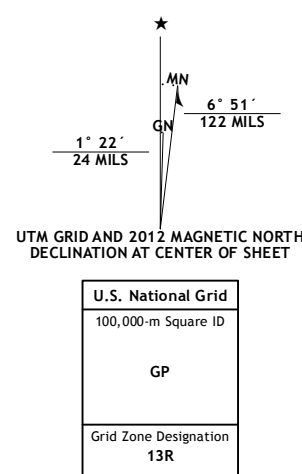 ★
MN
GN
6° 51´
122 MILS
1° 22´
24 MILS
UTM GRID AND 2012 MAGNETIC NORTH
DECLINATION AT CENTER OF SHEET
U.S. National Grid
100,000-m Square ID
GP
Grid Zone Designation
13R